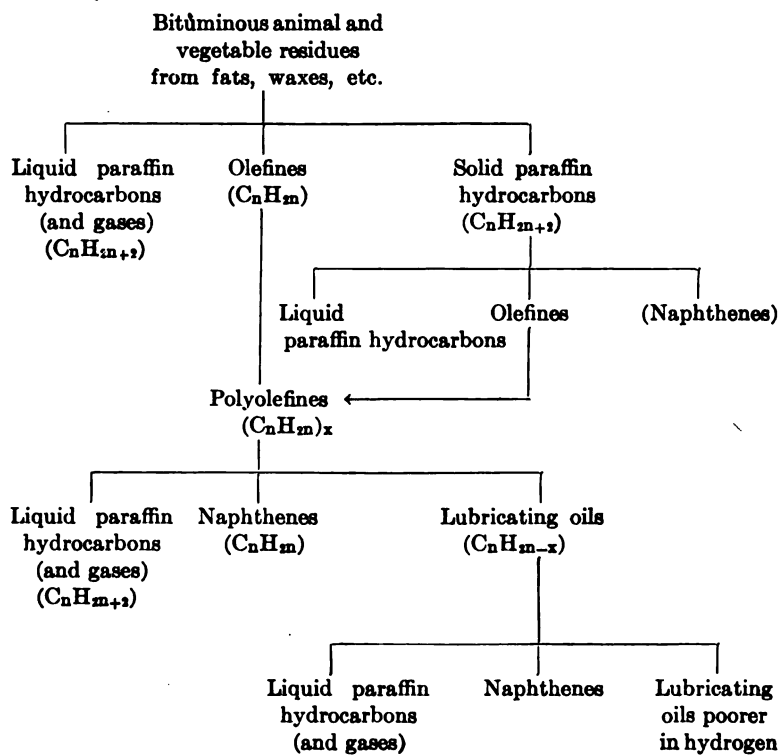 Bituminous animal and
vegetable residues
from fats, waxes, etc.
Liquid paraffin
hydrocarbons
(and gases)
(CₙH₂ₙ₊₂)
Olefines
(CₙH₂ₙ)
Solid paraffin
hydrocarbons
(CₙH₂ₙ₊₂)
Liquid
paraffin hydrocarbons
Olefines
(Naphthenes)
Polyolefines
(CₙH₂ₙ)ₓ
Liquid paraffin
hydrocarbons
(and gases)
(CₙH₂ₙ₊₂)
Naphthenes
(CₙH₂ₙ)
Lubricating oils
(CₙH₂ₙ₋ₓ)
Liquid paraffin
hydrocarbons
(and gases)
Naphthenes
Lubricating
oils poorer
in hydrogen